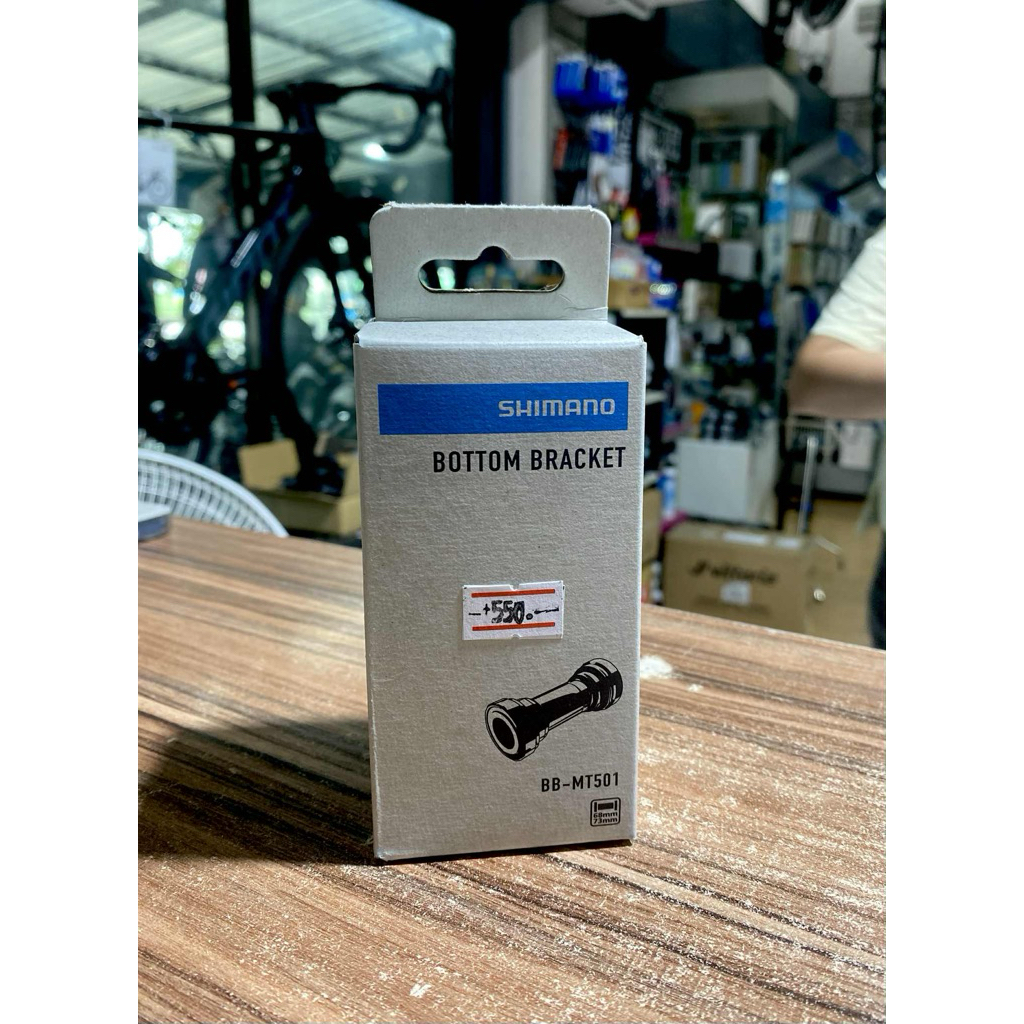 SHIMANO
BOTTOM BRACKET
+550.-
BB-MT501
68mm
73mm